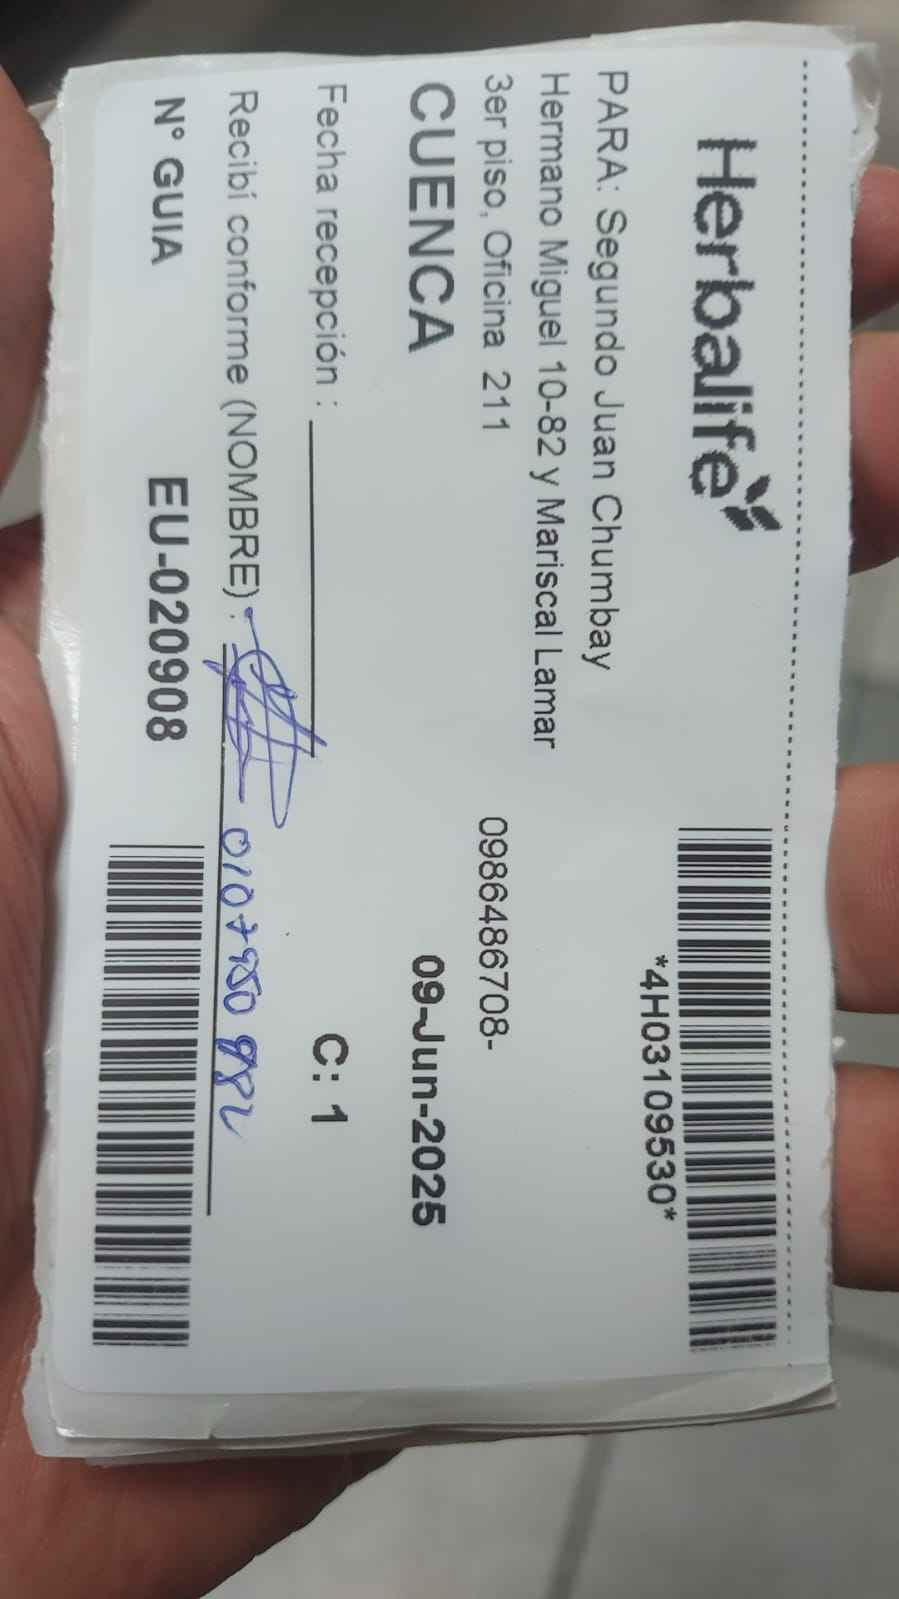 Herbalife
*4H03109530*
PARA: Segundo Juan Chumbay
Hermano Miguel 10-82 y Mariscal Lamar
3er piso, Oficina 211
0986486708-
CUENCA 09-Jun-2025
Fecha recepción : C: 1
Recibí conforme (NOMBRE) :
N° GUIA EU-020908